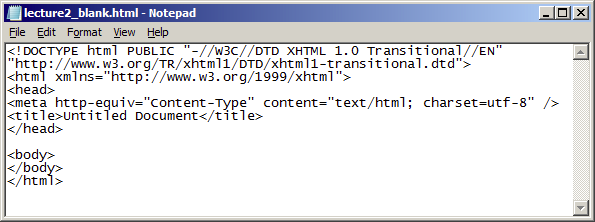 lecture2_blank.html - Notepad
File Edit Format View Help
<!DOCTYPE html PUBLIC "-//W3C//DTD XHTML 1.0 Transitional//EN"
"http://www.w3.org/TR/xhtml1/DTD/xhtml1-transitional.dtd">
<html xmlns="http://www.w3.org/1999/xhtml">
<head>
<meta http-equiv="Content-Type" content="text/html; charset=utf-8" />
<title>Untitled Document</title>
</head>
<body>
</body>
</html>